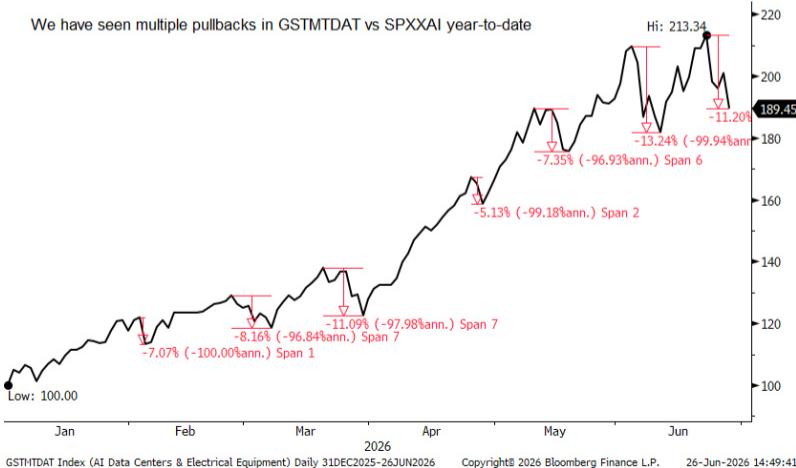 We have seen multiple pullbacks in GSTMTDAT vs SPXXAI year-to-date
Hi: 213.34
220
200
189.45
-11.20%
180
-13.24% (-99.94%ann
-7.35% (-96.93%ann.) Span 6
160
-5.13% (-99.18%ann.) Span 2
140
120
-11.09% (-97.98%ann.) Span 7
-8.16% (-96.84%ann.) Span 7
-7.07% (-100.00%ann.) Span 1
100
Low: 100.00
Jan Feb Mar Apr May Jun
2026
GSTMTDAT Index (AI Data Centers & Electrical Equipment) Daily 31DEC2025-26JUN2026 Copyright© 2026 Bloomberg Finance L.P. 26-Jun-2026 14:49:41